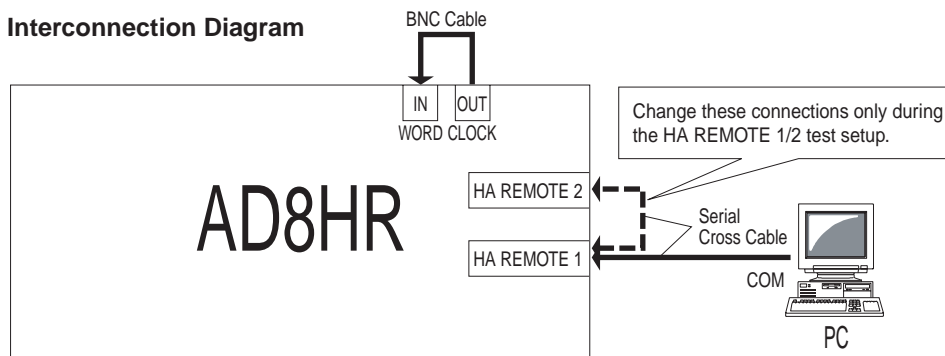 Interconnection Diagram
BNC Cable
IN
OUT
WORD CLOCK
Change these connections only during
the HA REMOTE 1/2 test setup.
AD8HR
HA REMOTE 2
HA REMOTE 1
Serial
Cross Cable
COM
PC